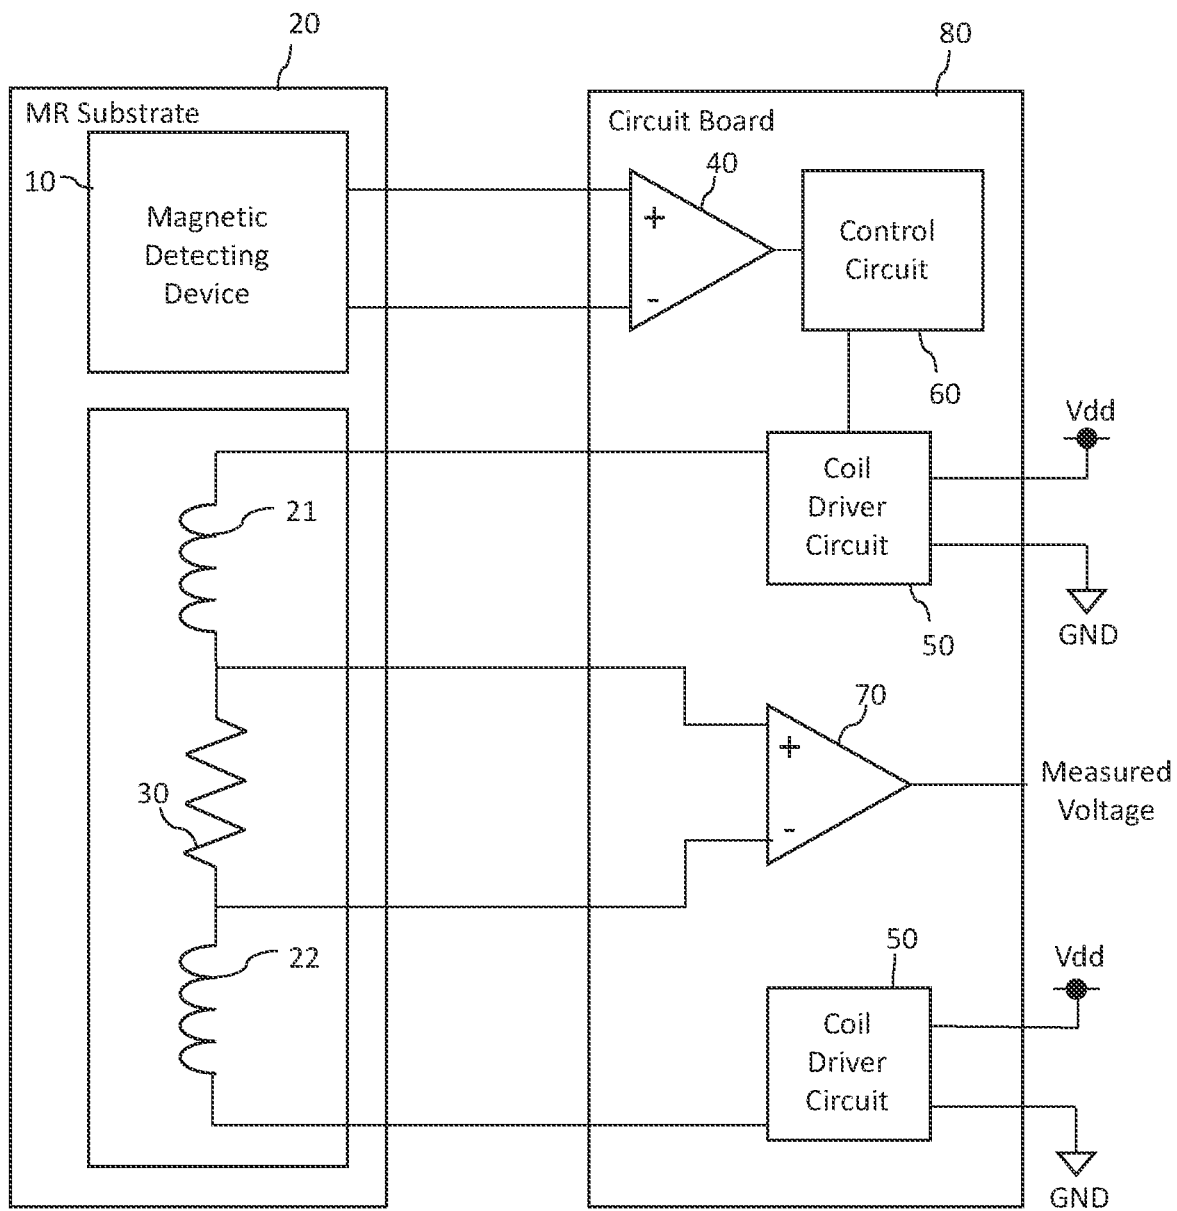 20
80
MR Substrate
Circuit Board
10
Magnetic
Detecting
Device
40
+
-
Control
Circuit
60
Vdd
21
Coil
Driver
Circuit
50
GND
70
+
-
Measured
Voltage
30
22
50
Vdd
Coil
Driver
Circuit
GND